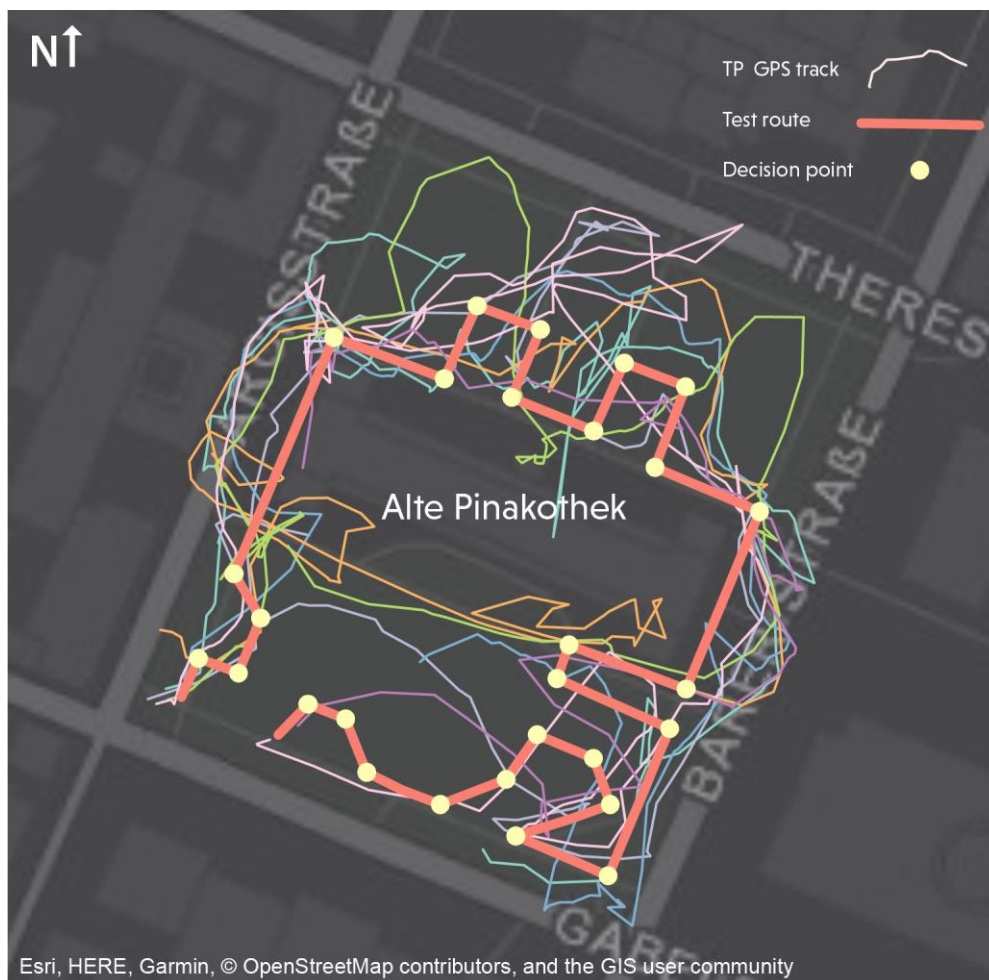 N↑
TP GPS track
Test route
Decision point
ARCISSTRAßE
THERES
Alte Pinakothek
BARERSTRAßE
GABE
Esri, HERE, Garmin, © OpenStreetMap contributors, and the GIS user community